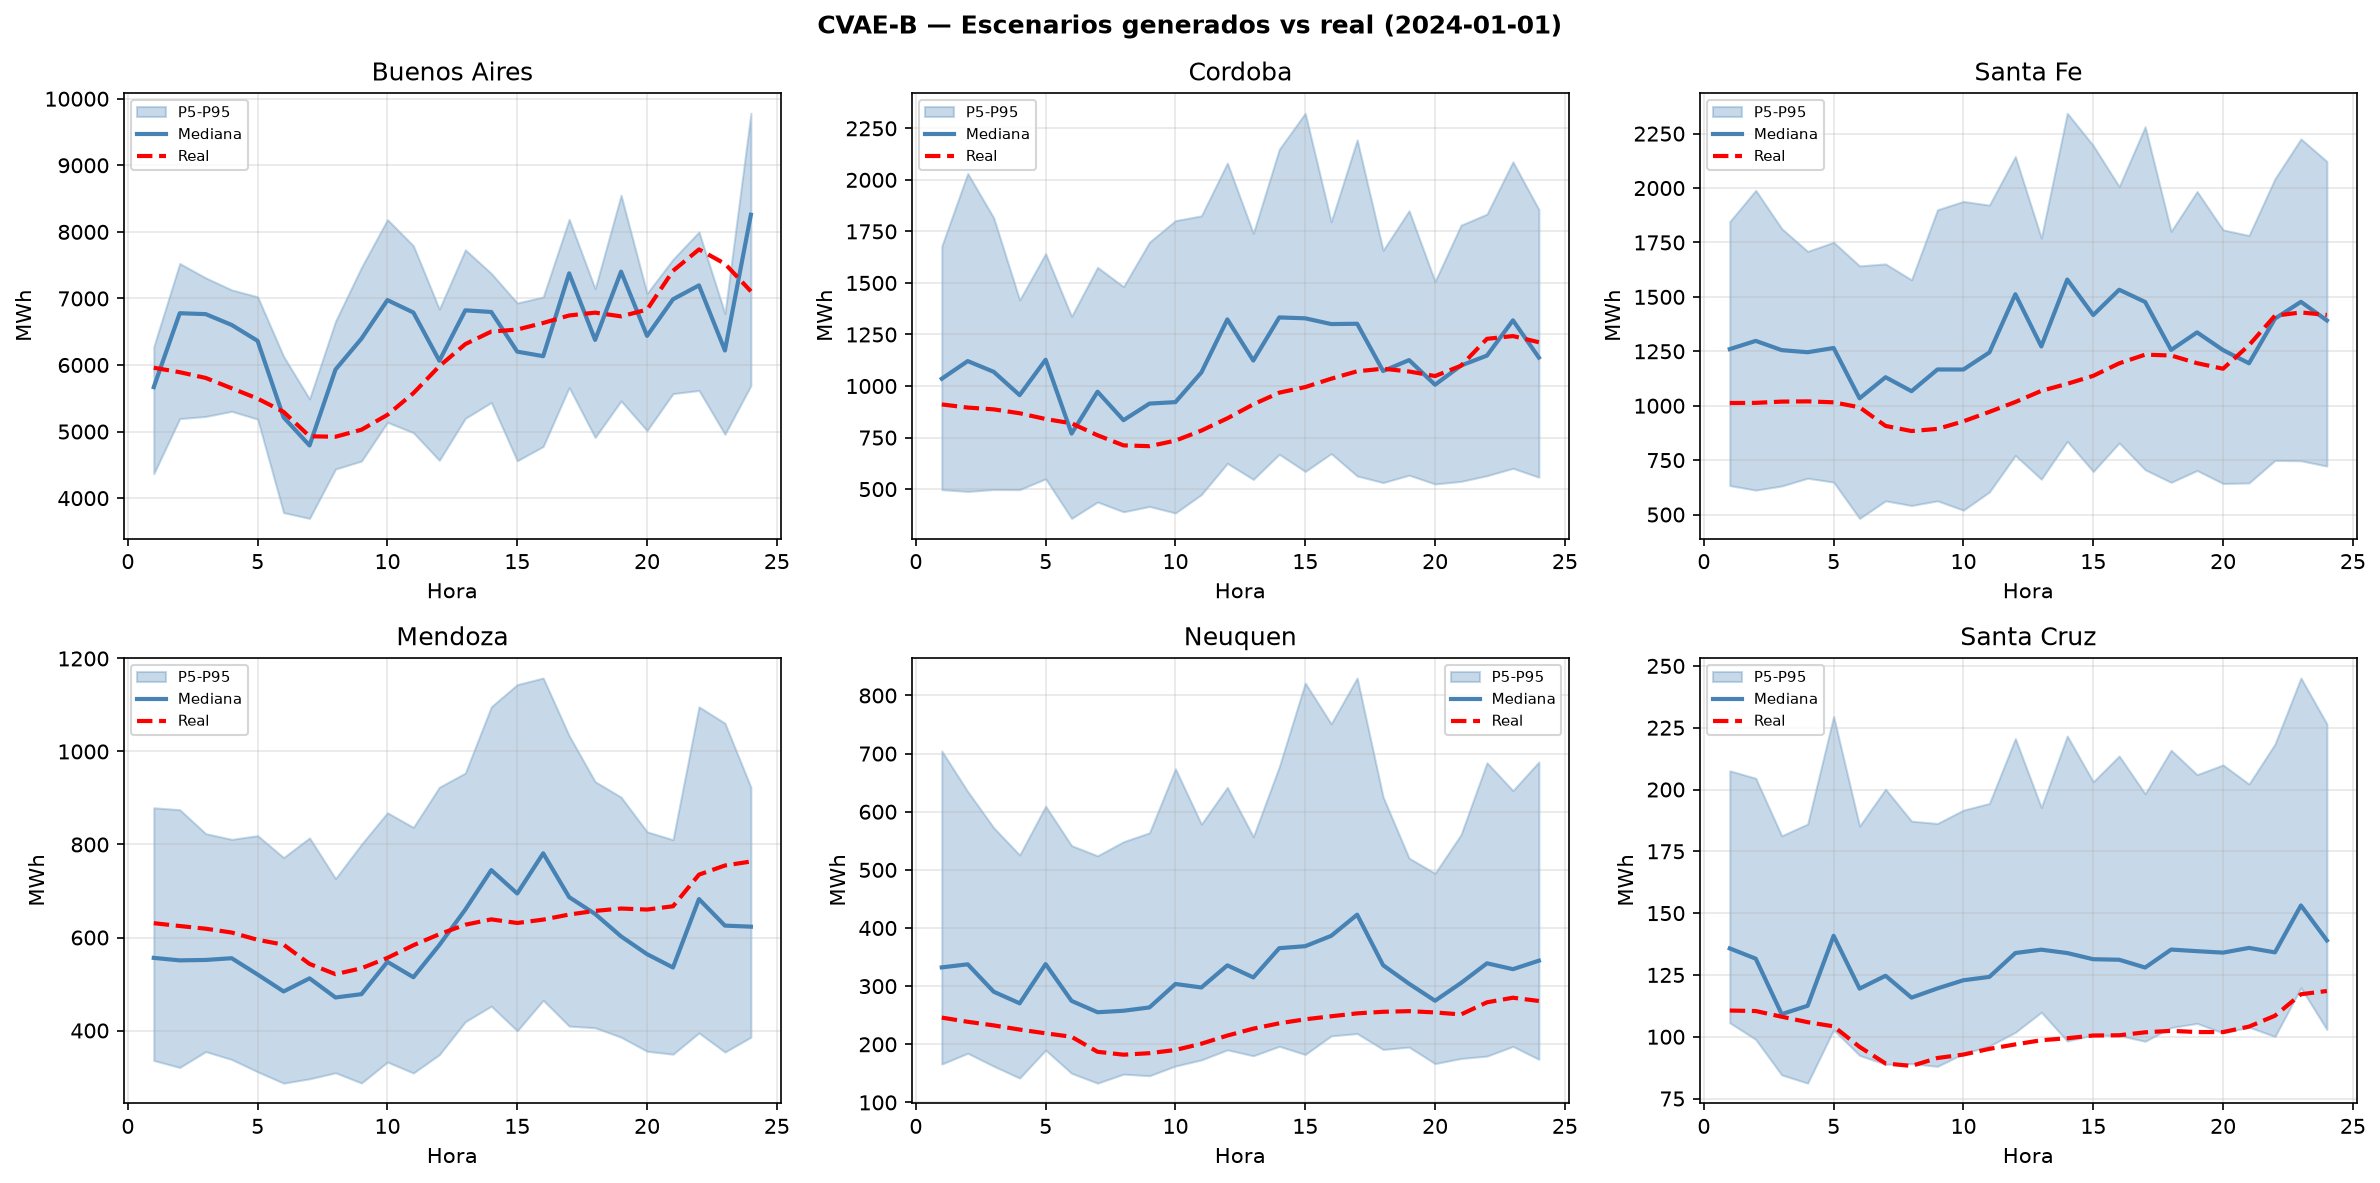 CVAE-B — Escenarios generados vs real (2024-01-01)
Buenos Aires
10000
9000
8000
7000
6000
5000
4000
MWh
P5-P95
Mediana
Real
0 5 10 15 20 25
Hora
Cordoba
2250
2000
1750
1500
1250
1000
750
500
MWh
P5-P95
Mediana
Real
0 5 10 15 20 25
Hora
Santa Fe
2250
2000
1750
1500
1250
1000
750
500
MWh
P5-P95
Mediana
Real
0 5 10 15 20 25
Hora
Mendoza
1200
1000
800
600
400
MWh
P5-P95
Mediana
Real
0 5 10 15 20 25
Hora
Neuquen
800
700
600
500
400
300
200
100
MWh
P5-P95
Mediana
Real
0 5 10 15 20 25
Hora
Santa Cruz
250
225
200
175
150
125
100
75
MWh
P5-P95
Mediana
Real
0 5 10 15 20 25
Hora